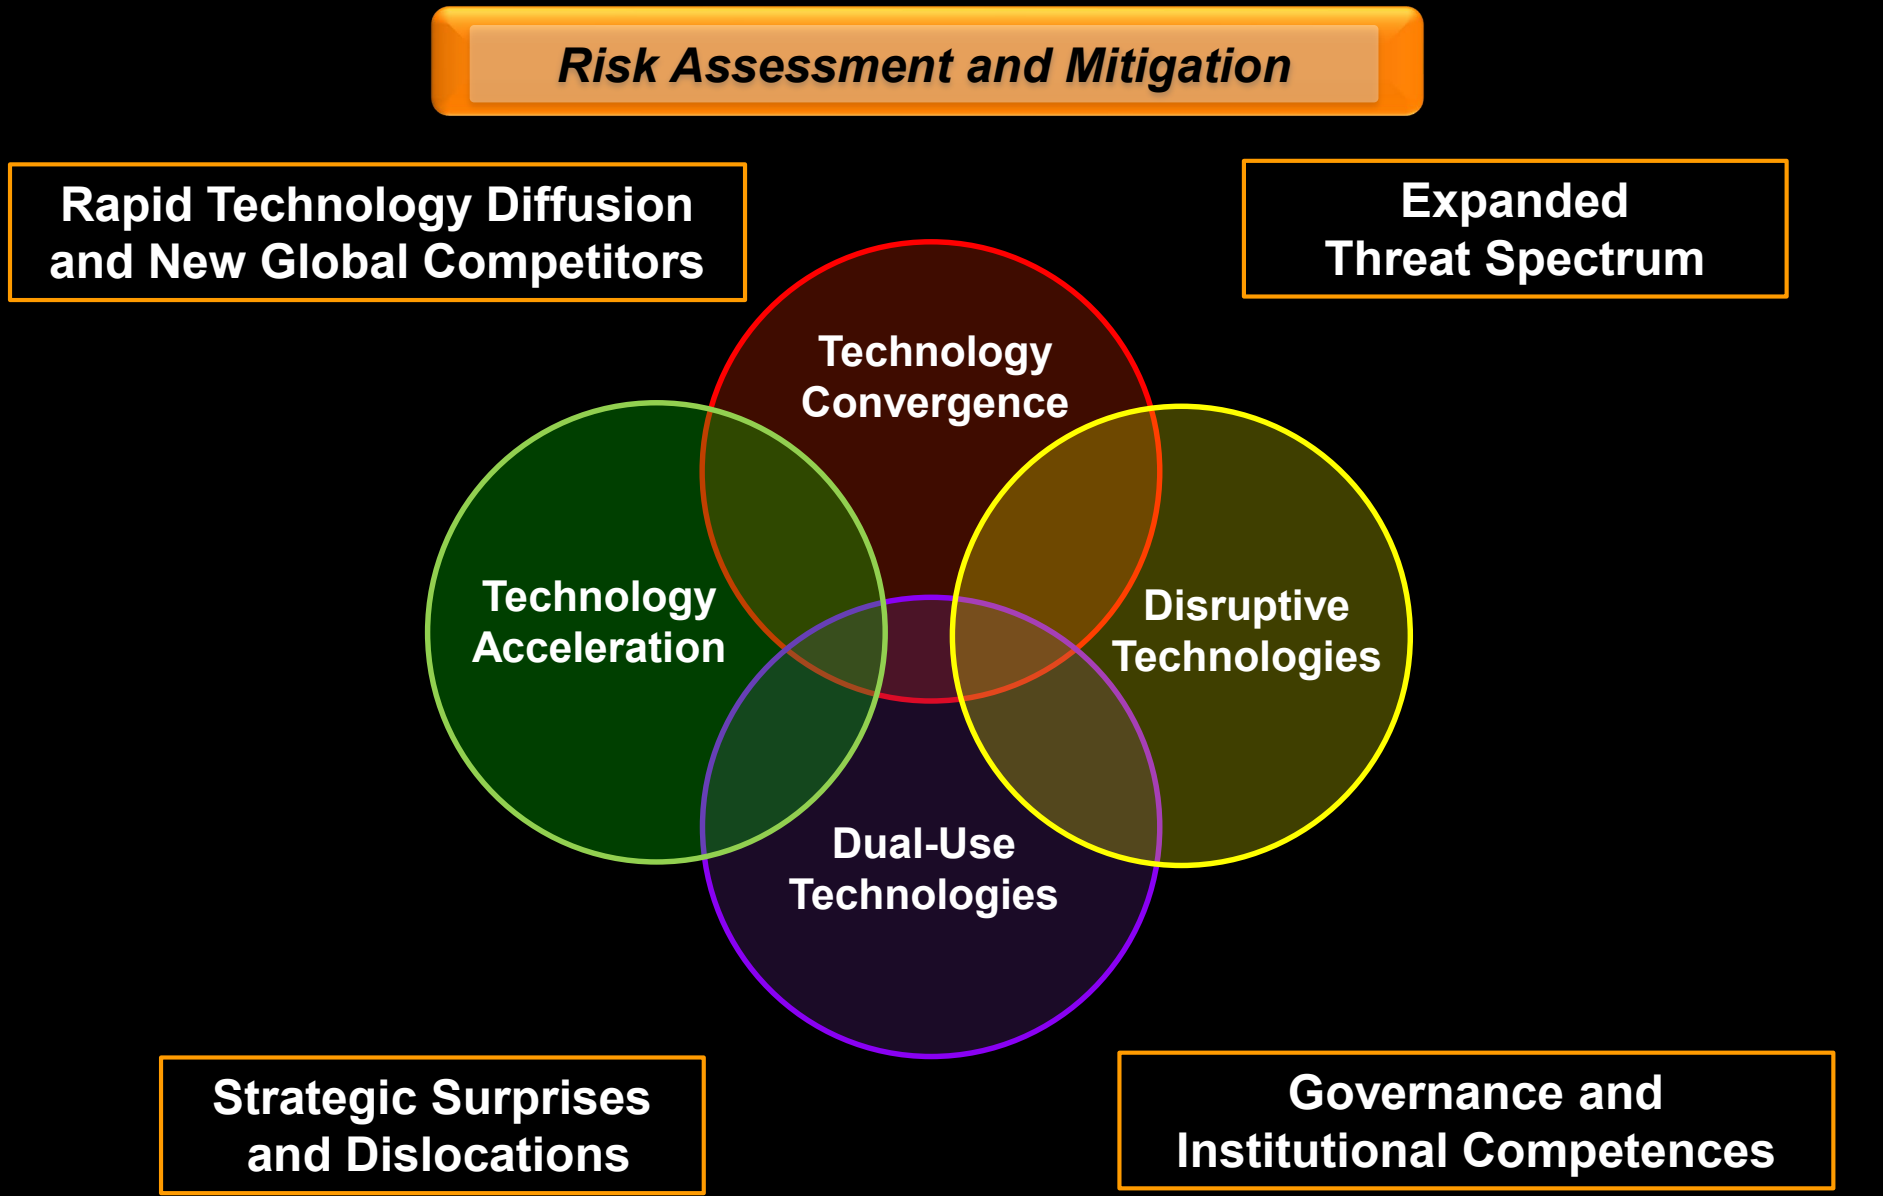 Risk Assessment and Mitigation
Rapid Technology Diffusion
and New Global Competitors
Expanded
Threat Spectrum
Technology
Convergence
Technology
Acceleration
Disruptive
Technologies
Dual-Use
Technologies
Strategic Surprises
and Dislocations
Governance and
Institutional Competences